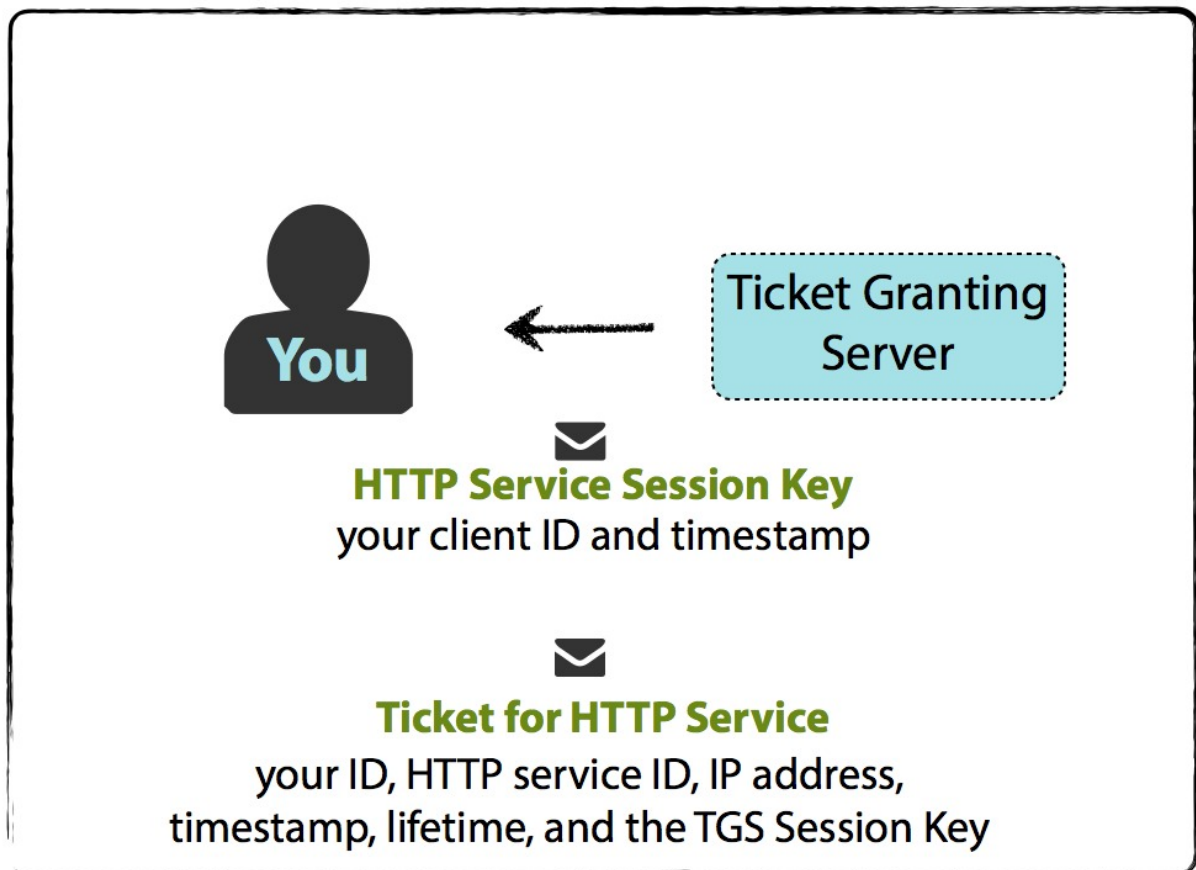 You
Ticket Granting
Server
HTTP Service Session Key
your client ID and timestamp
Ticket for HTTP Service
your ID, HTTP service ID, IP address,
timestamp, lifetime, and the TGS Session Key